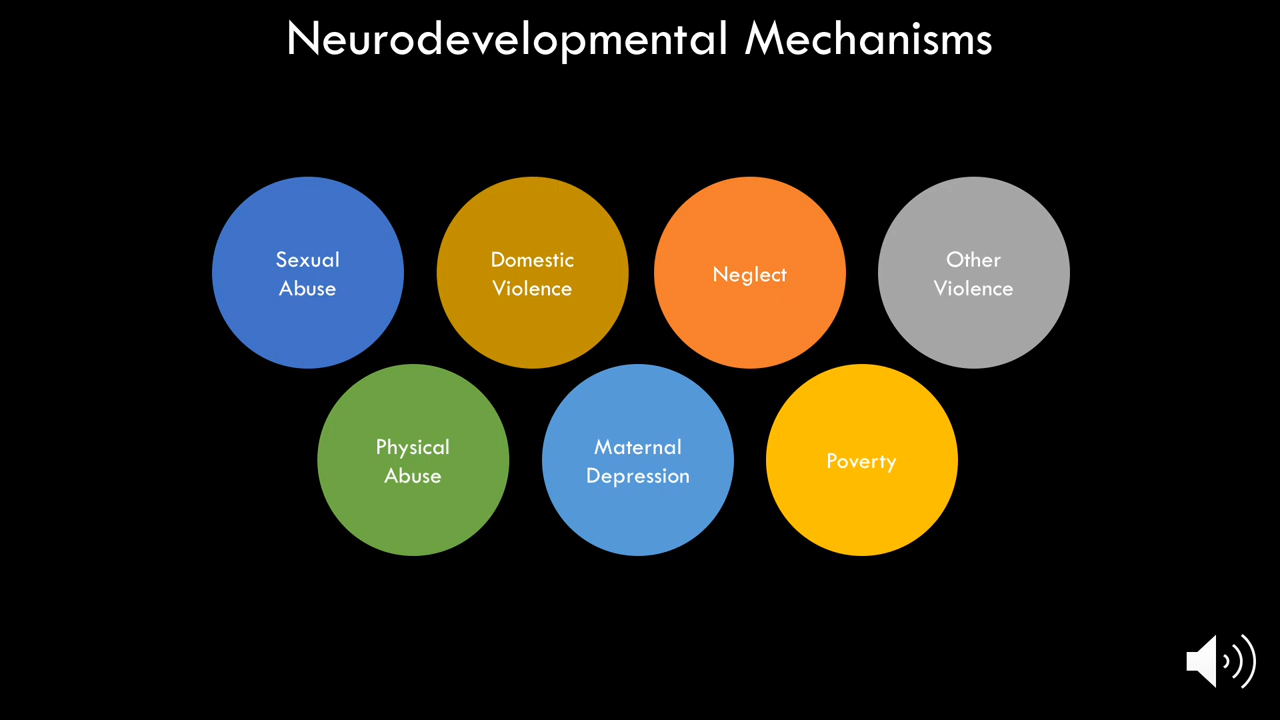 Neurodevelopmental Mechanisms
Sexual
Abuse
Domestic
Violence
Neglect
Other
Violence
Physical
Abuse
Maternal
Depression
Poverty